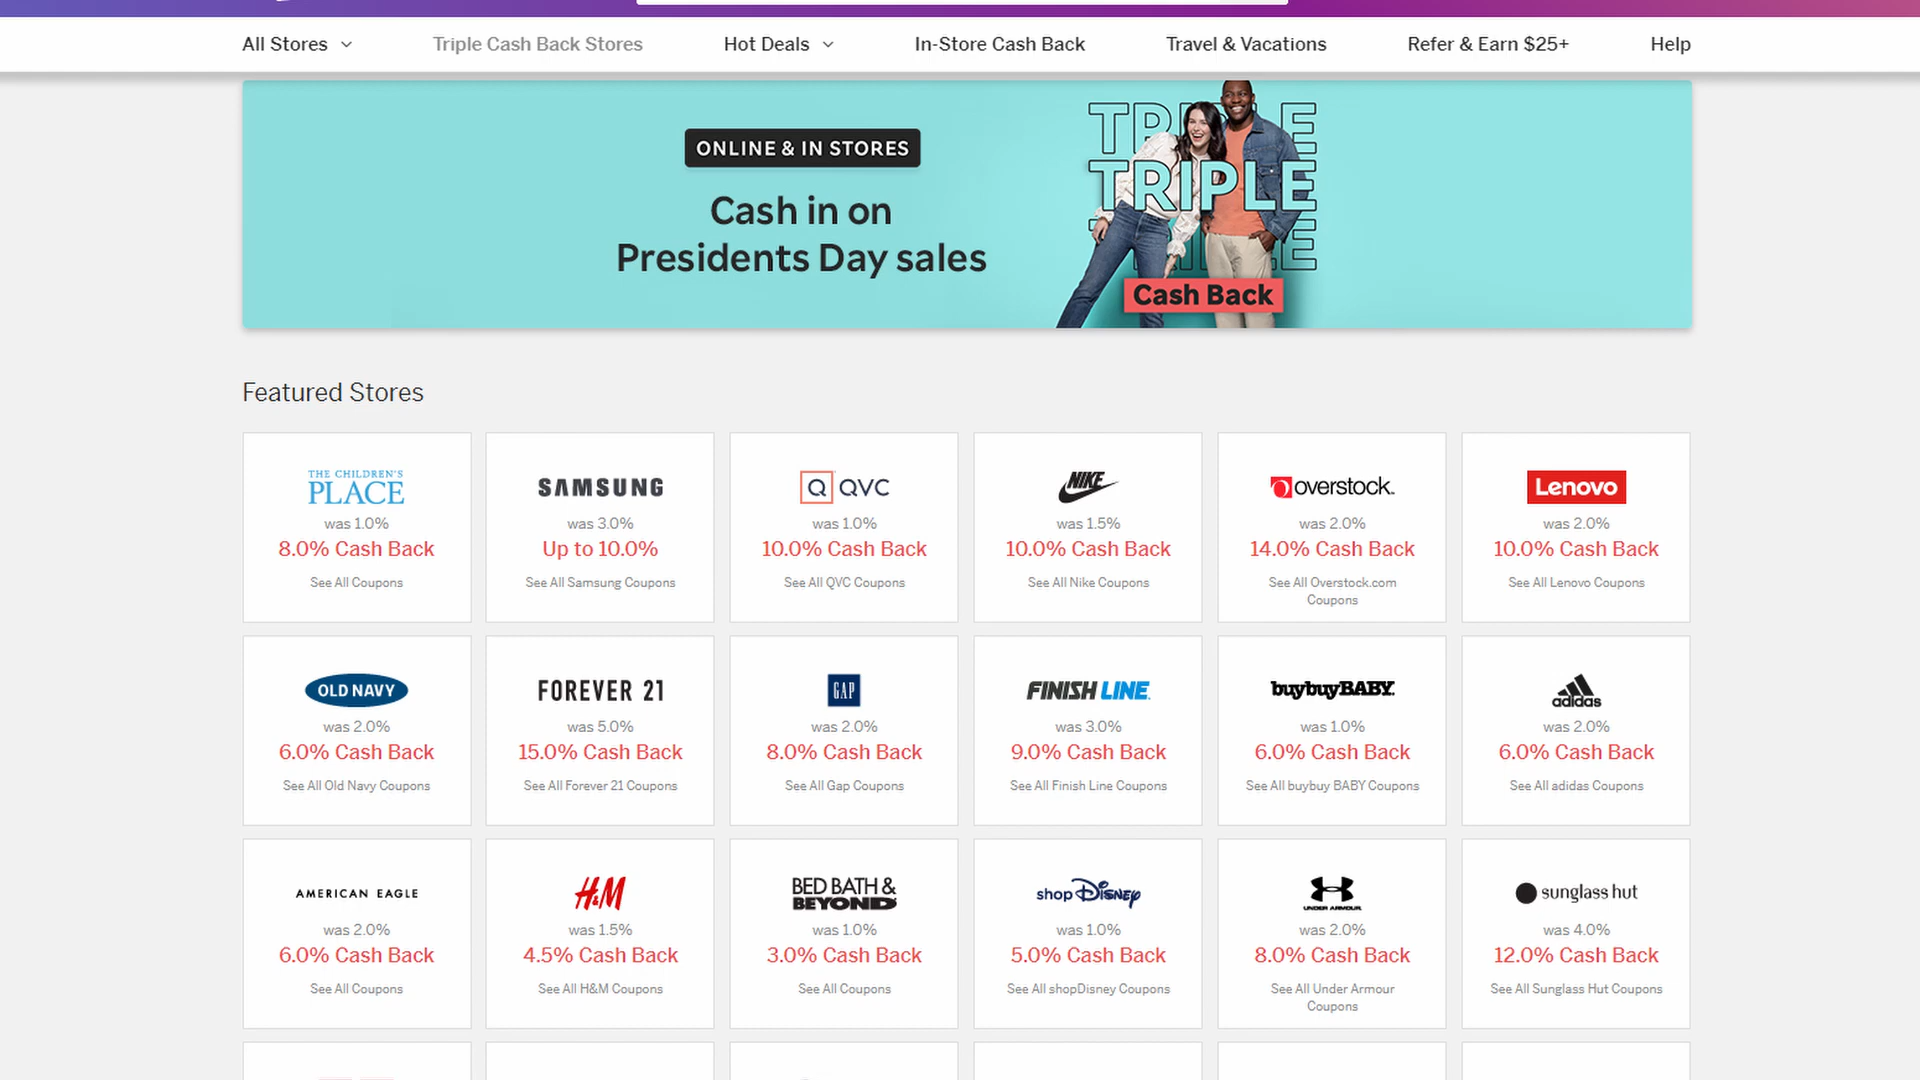 All Stores
Triple Cash Back Stores
Hot Deals
In-Store Cash Back
Travel & Vacations
Refer & Earn $25+
Help
ONLINE & IN STORES
Cash in on
Presidents Day sales
TRIPLE
Cash Back
Featured Stores
THE CHILDREN'S
PLACE
was 1.0%
8.0% Cash Back
See All Coupons
SAMSUNG
was 3.0%
Up to 10.0%
See All Samsung Coupons
Q QVC
was 1.0%
10.0% Cash Back
See All QVC Coupons
NIKE
was 1.5%
10.0% Cash Back
See All Nike Coupons
overstock.
was 2.0%
14.0% Cash Back
See All Overstock.com
Coupons
Lenovo
was 2.0%
10.0% Cash Back
See All Lenovo Coupons
OLD NAVY
was 2.0%
6.0% Cash Back
See All Old Navy Coupons
FOREVER 21
was 5.0%
15.0% Cash Back
See All Forever 21 Coupons
GAP
was 2.0%
8.0% Cash Back
See All Gap Coupons
FINISH LINE
was 3.0%
9.0% Cash Back
See All Finish Line Coupons
buybuyBABY.
was 1.0%
6.0% Cash Back
See All buybuy BABY Coupons
adidas
was 2.0%
6.0% Cash Back
See All adidas Coupons
AMERICAN EAGLE
was 2.0%
6.0% Cash Back
See All Coupons
H&M
was 1.5%
4.5% Cash Back
See All H&M Coupons
BED BATH &
BEYOND
was 1.0%
3.0% Cash Back
See All Coupons
shop Disney
was 1.0%
5.0% Cash Back
See All shopDisney Coupons
UNDER ARMOUR
was 2.0%
8.0% Cash Back
See All Under Armour
Coupons
sunglass hut
was 4.0%
12.0% Cash Back
See All Sunglass Hut Coupons